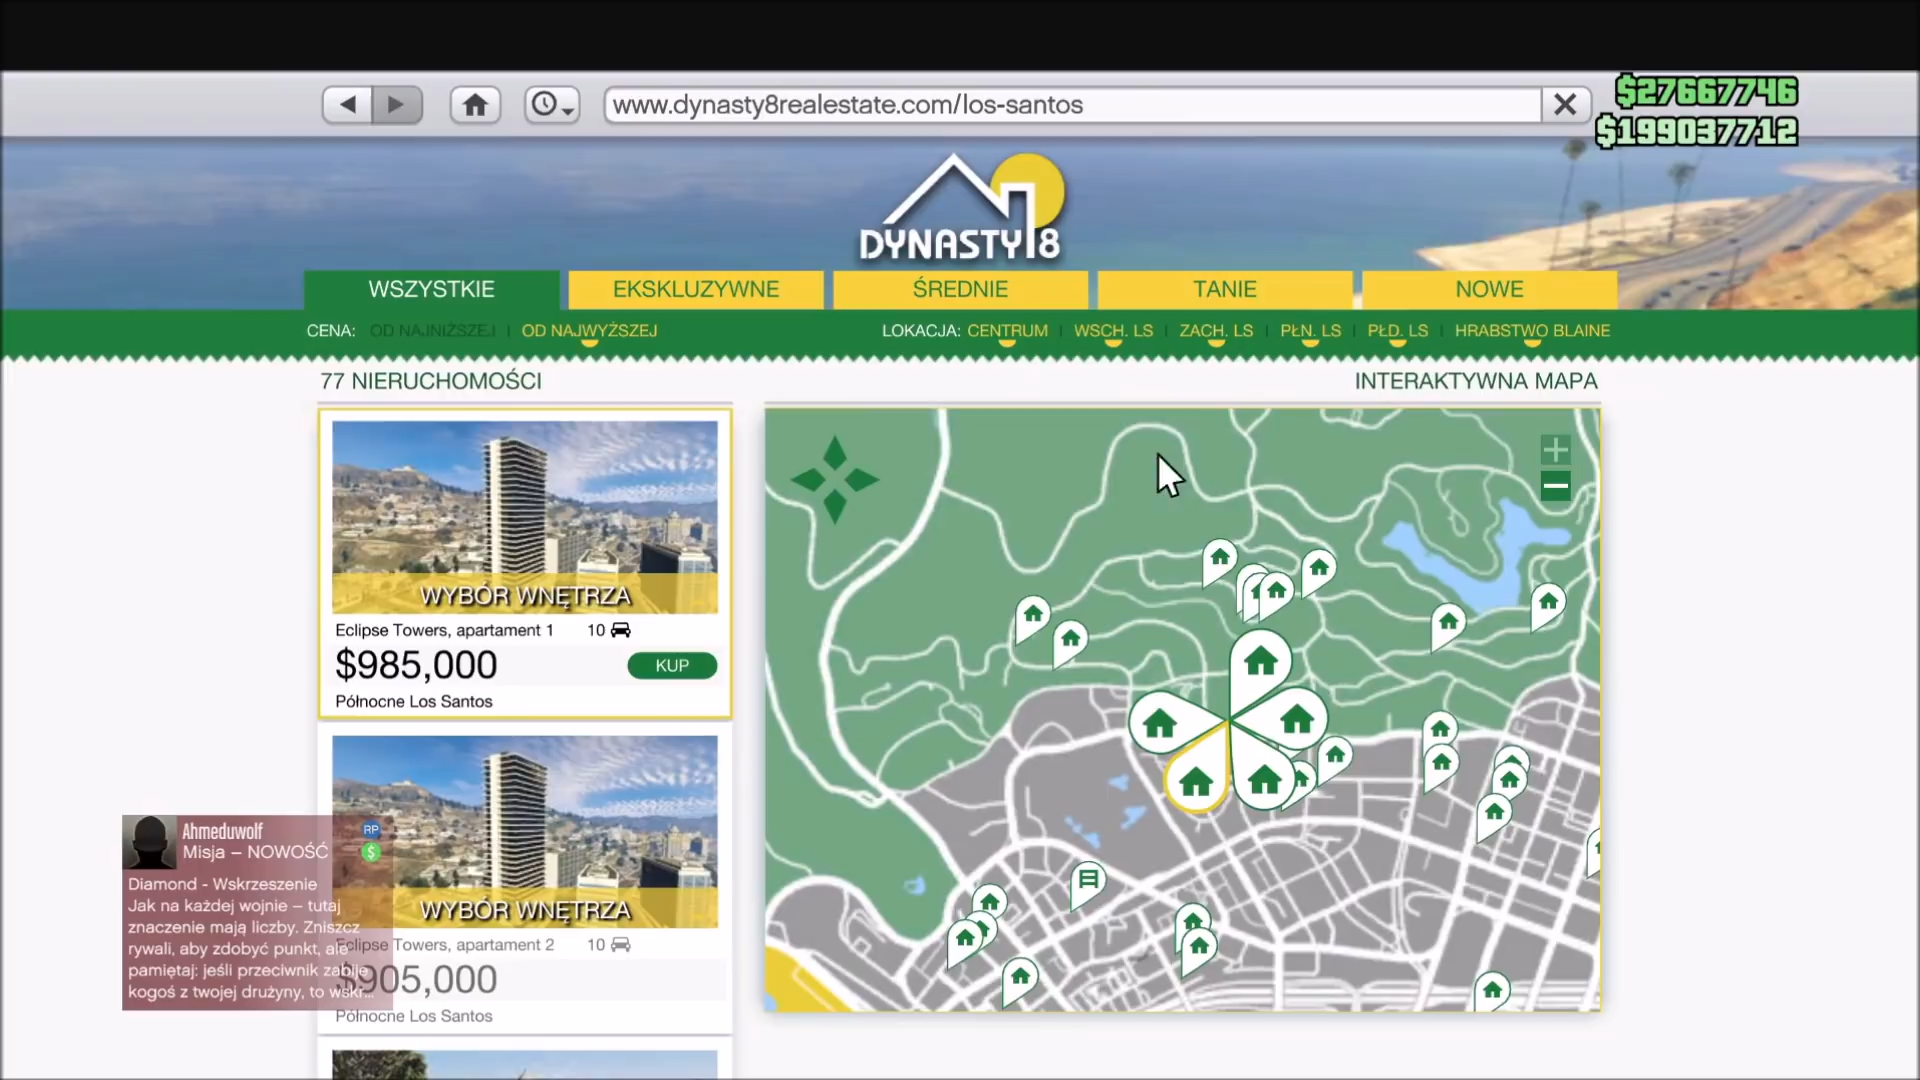 www.dynasty8realestate.com/los-santos
$27667746
$199037712
DYNASTY 8
WSZYSTKIE
EKSKLUZYWNE
ŚREDNIE
TANIE
NOWE
CENA: OD NAJNIŻSZEJ | OD NAJWYŻSZEJ
LOKACJA: CENTRUM | WSCH. LS | ZACH. LS | PŁN. LS | PŁD. LS | HRABSTWO BLAINE
77 NIERUCHOMOŚCI
INTERAKTYWNA MAPA
WYBÓR WNĘTRZA
Eclipse Towers, apartament 1 10
$985,000
KUP
Północne Los Santos
WYBÓR WNĘTRZA
Eclipse Towers, apartament 2 10
$905,000
Północne Los Santos
Ahmeduwolf
RP
Misja – NOWOŚĆ
$
Diamond - Wskrzeszenie
Jak na każdej wojnie – tutaj
znaczenie mają liczby. Zniszcz
rywali, aby zdobyć punkt, ale
pamiętaj: jeśli przeciwnik zabije
kogoś z twojej drużyny, to wskr...